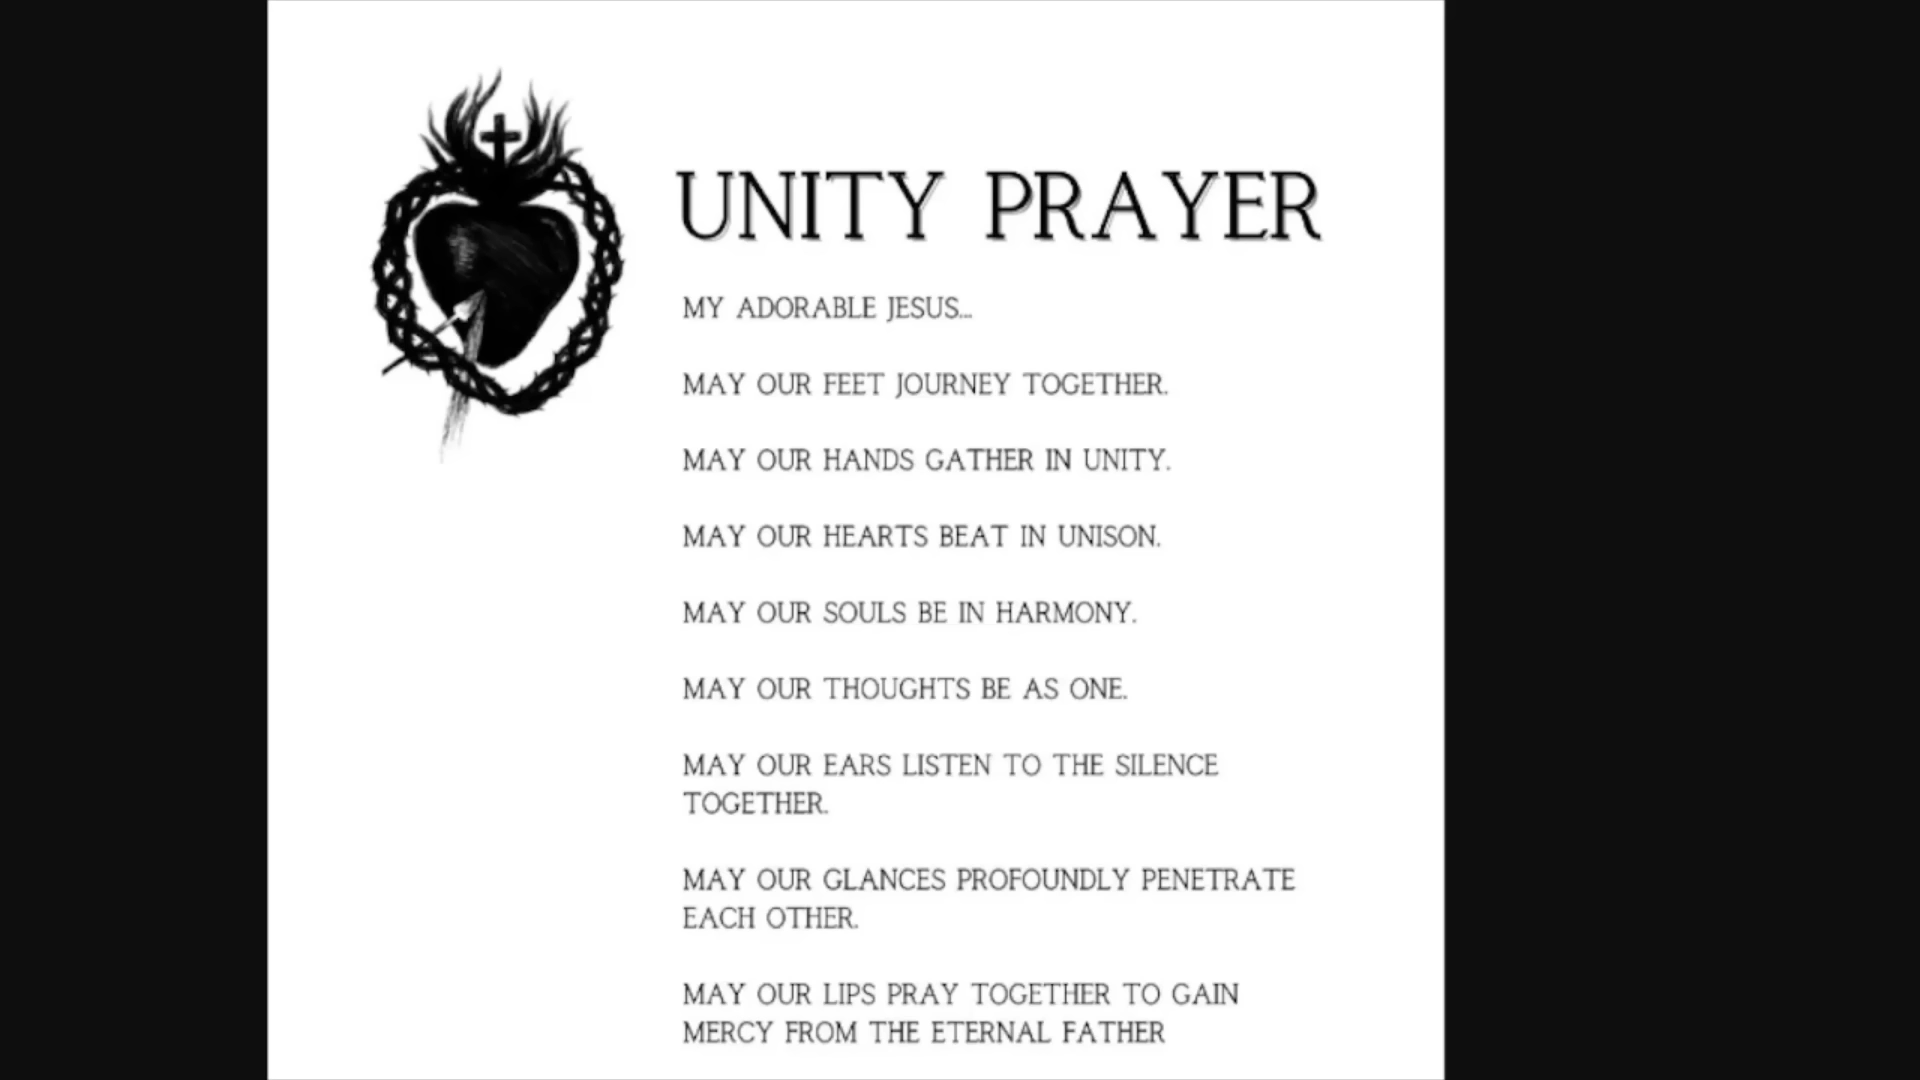 UNITY PRAYER
MY ADORABLE JESUS...
MAY OUR FEET JOURNEY TOGETHER.
MAY OUR HANDS GATHER IN UNITY.
MAY OUR HEARTS BEAT IN UNISON.
MAY OUR SOULS BE IN HARMONY.
MAY OUR THOUGHTS BE AS ONE.
MAY OUR EARS LISTEN TO THE SILENCE
TOGETHER.
MAY OUR GLANCES PROFOUNDLY PENETRATE
EACH OTHER.
MAY OUR LIPS PRAY TOGETHER TO GAIN
MERCY FROM THE ETERNAL FATHER